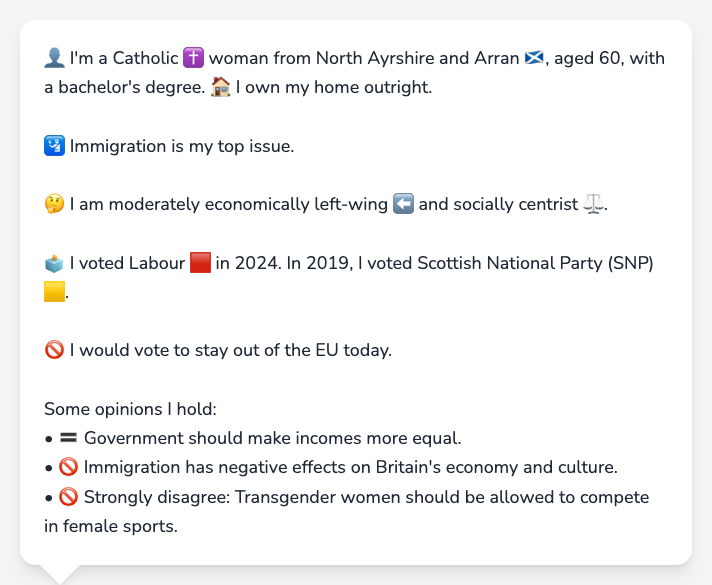 👤 I'm a Catholic ✝️ woman from North Ayrshire and Arran 🏴󠁧󠁢󠁳󠁣󠁴󠁿, aged 60, with
a bachelor's degree. 🏠 I own my home outright.
🛂 Immigration is my top issue.
🤔 I am moderately economically left-wing ⬅️ and socially centrist ⚖️.
🗳️ I voted Labour 🟥 in 2024. In 2019, I voted Scottish National Party (SNP)
🟨.
🚫 I would vote to stay out of the EU today.
Some opinions I hold:
• 🟰 Government should make incomes more equal.
• 🚫 Immigration has negative effects on Britain's economy and culture.
• 🚫 Strongly disagree: Transgender women should be allowed to compete
in female sports.